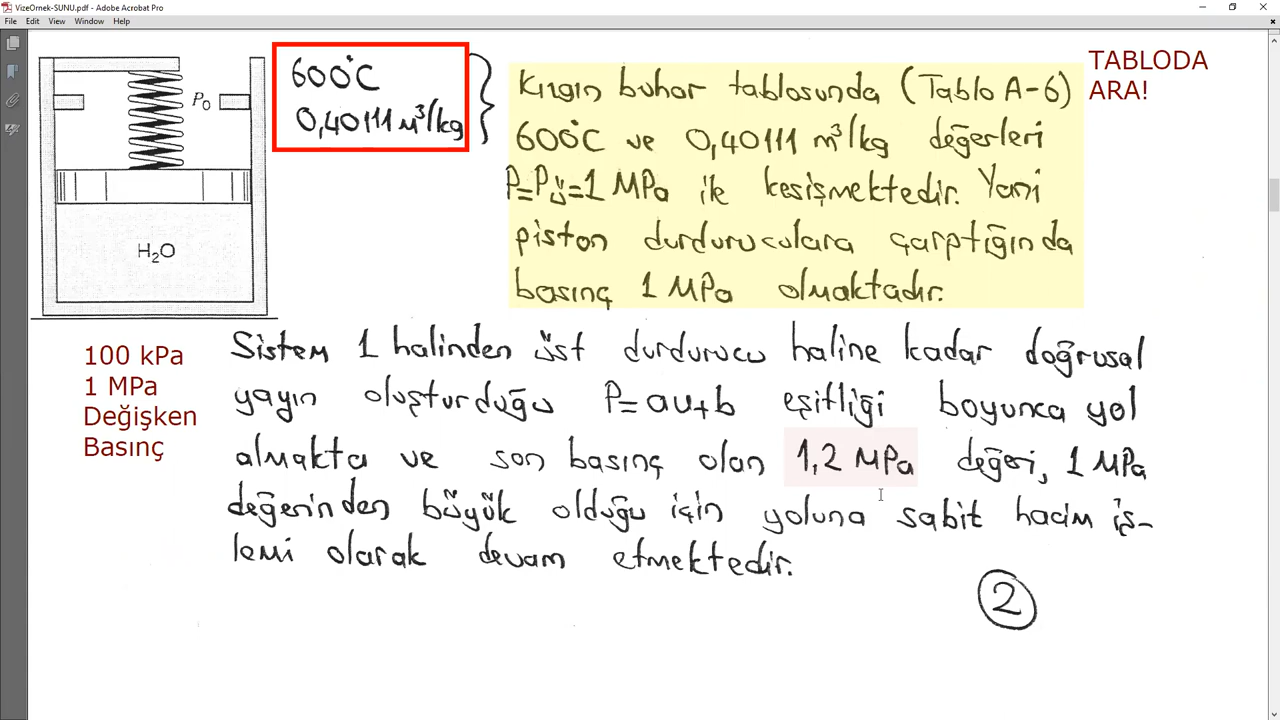 VizeOrnek-SUNU.pdf - Adobe Acrobat Pro
File Edit View Window Help
P₀
H₂O
600°C
0,40111 m³/kg
Kızgın buhar tablosunda (Tablo A-6)
600°C ve 0,40111 m³/kg değerleri
P=Pü=1 MPa ile kesişmektedir. Yani
piston durduruculara çarptığında
basınç 1 MPa olmaktadır.
TABLODA
ARA!
100 kPa
1 MPa
Değişken
Basınç
Sistem 1 halinden üst durdurucu haline kadar doğrusal
yayın oluşturduğu P=au+b eşitliği boyunca yol
almakta ve son basınç olan 1,2 MPa değeri, 1 MPa
değerinden büyük olduğu için yoluna sabit hacim iş-
lemi olarak devam etmektedir.
2